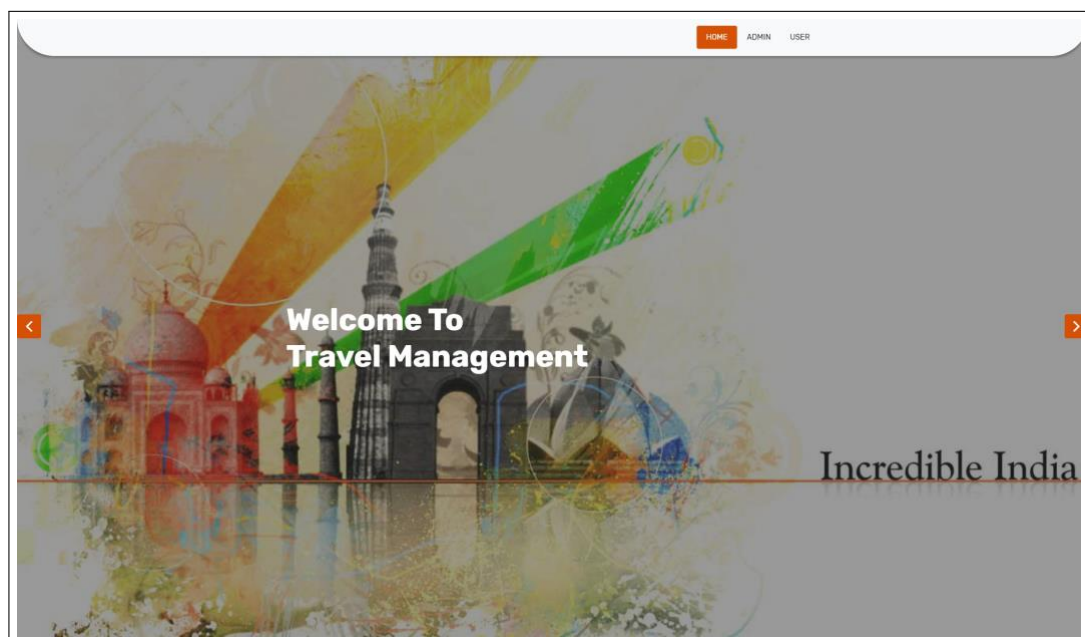 HOME ADMIN USER
Welcome To
Travel Management
Incredible India